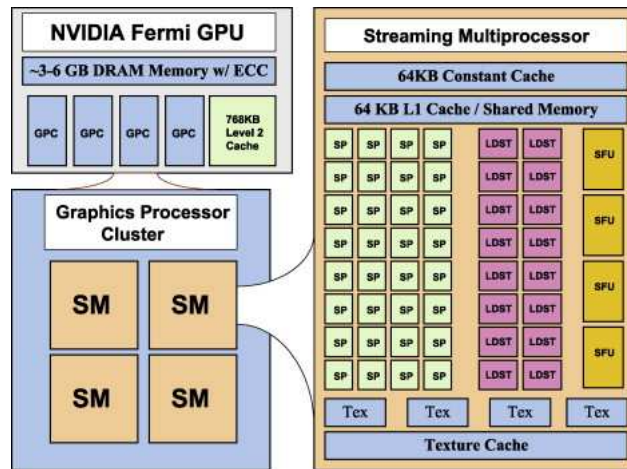 NVIDIA Fermi GPU
~3-6 GB DRAM Memory w/ ECC
GPC GPC GPC GPC
768KB
Level 2
Cache
Graphics Processor
Cluster
SM SM
SM SM
Streaming Multiprocessor
64KB Constant Cache
64 KB L1 Cache / Shared Memory
SP SP SP SP LDST LDST
SFU
SP SP SP SP LDST LDST
SP SP SP SP LDST LDST
SFU
SP SP SP SP LDST LDST
SP SP SP SP LDST LDST
SFU
SP SP SP SP LDST LDST
SP SP SP SP LDST LDST
SFU
SP SP SP SP LDST LDST
Tex Tex Tex Tex
Texture Cache